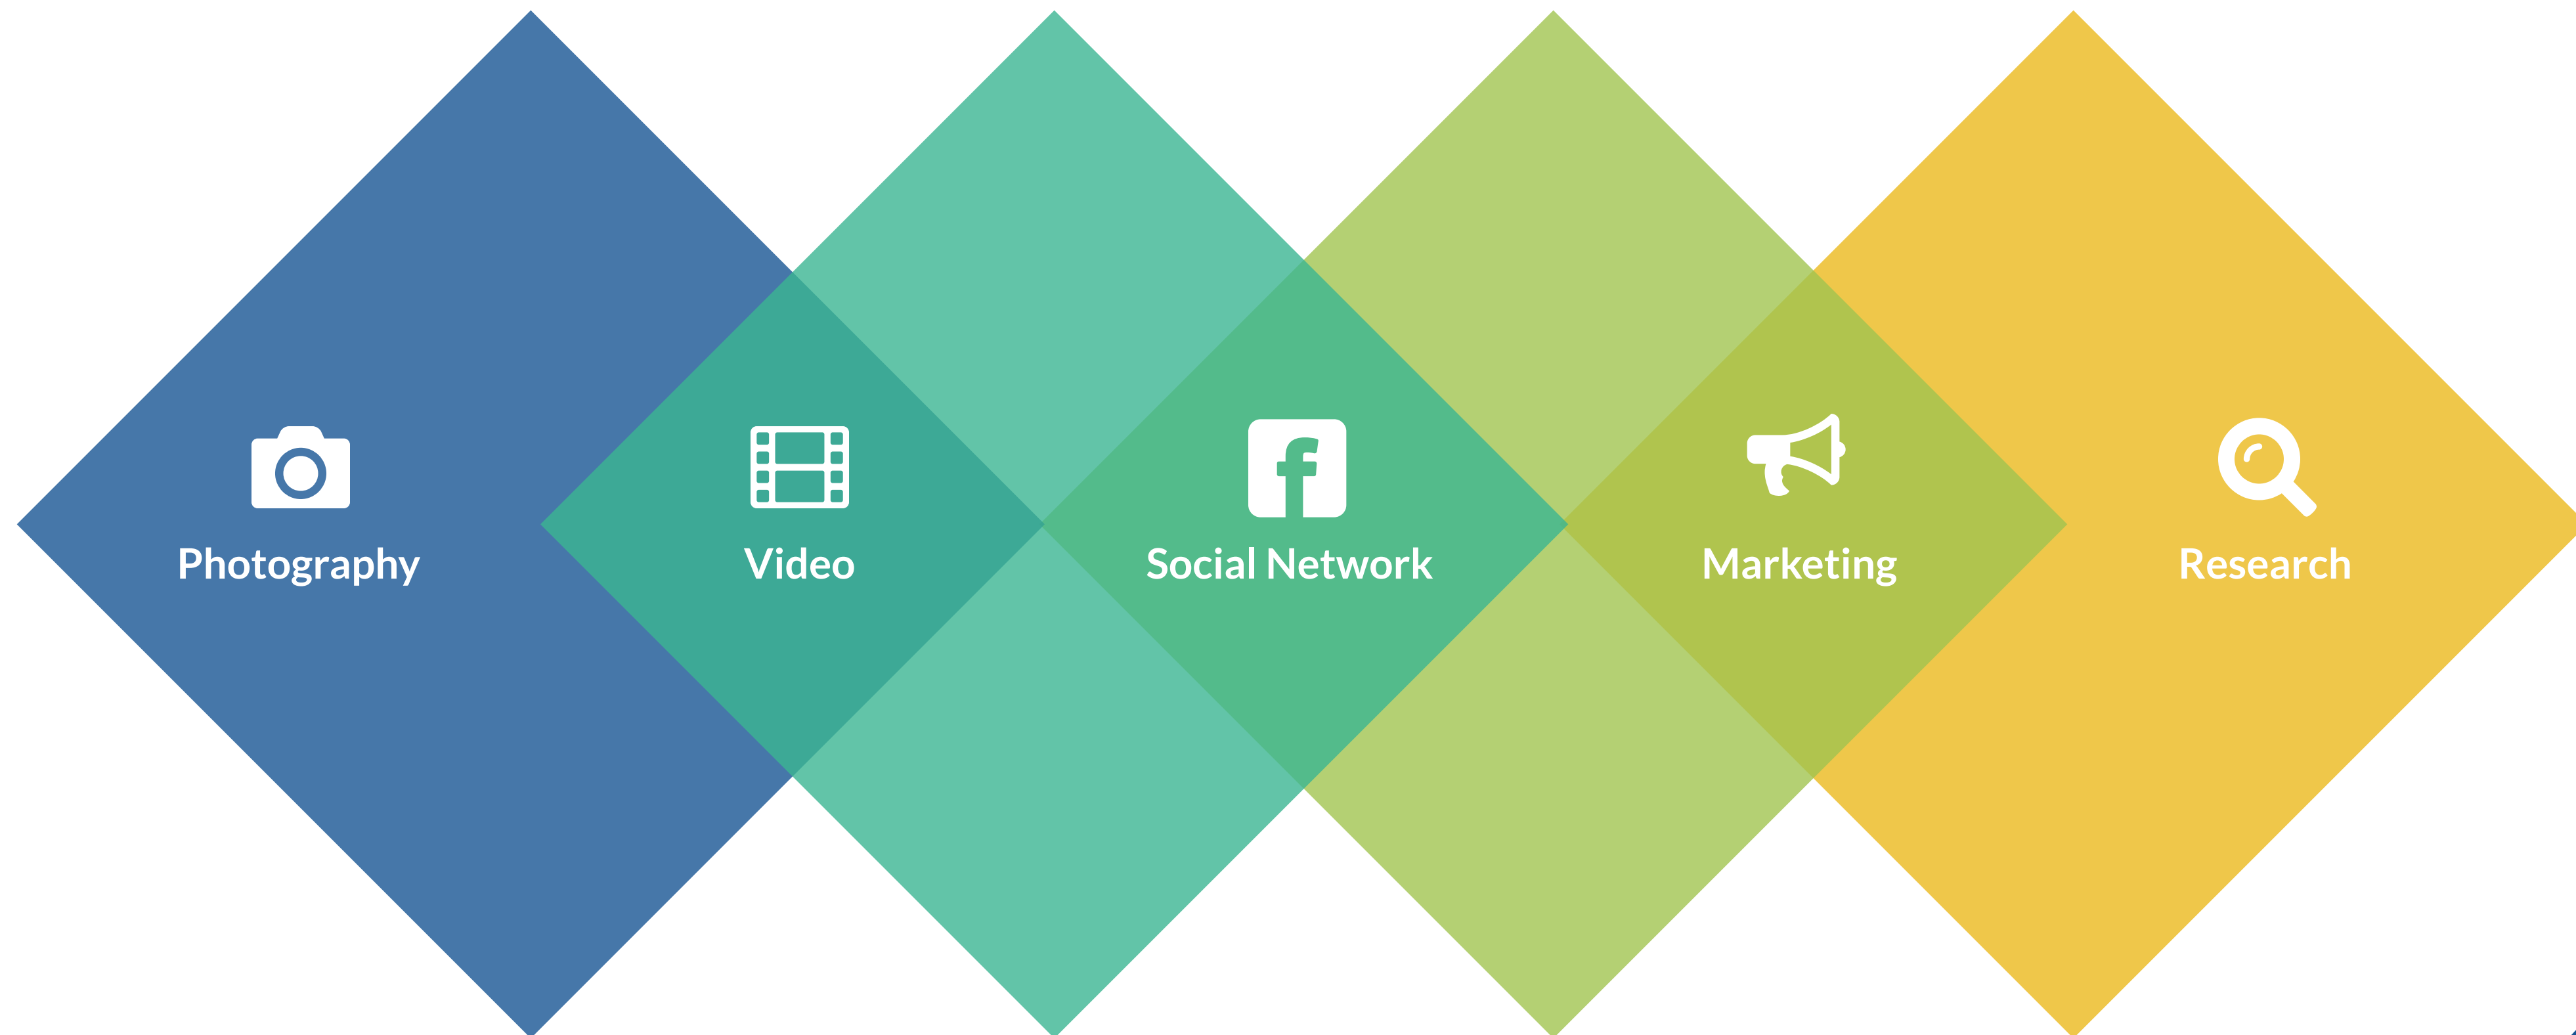 Photography
Video
Social Network
Marketing
Research